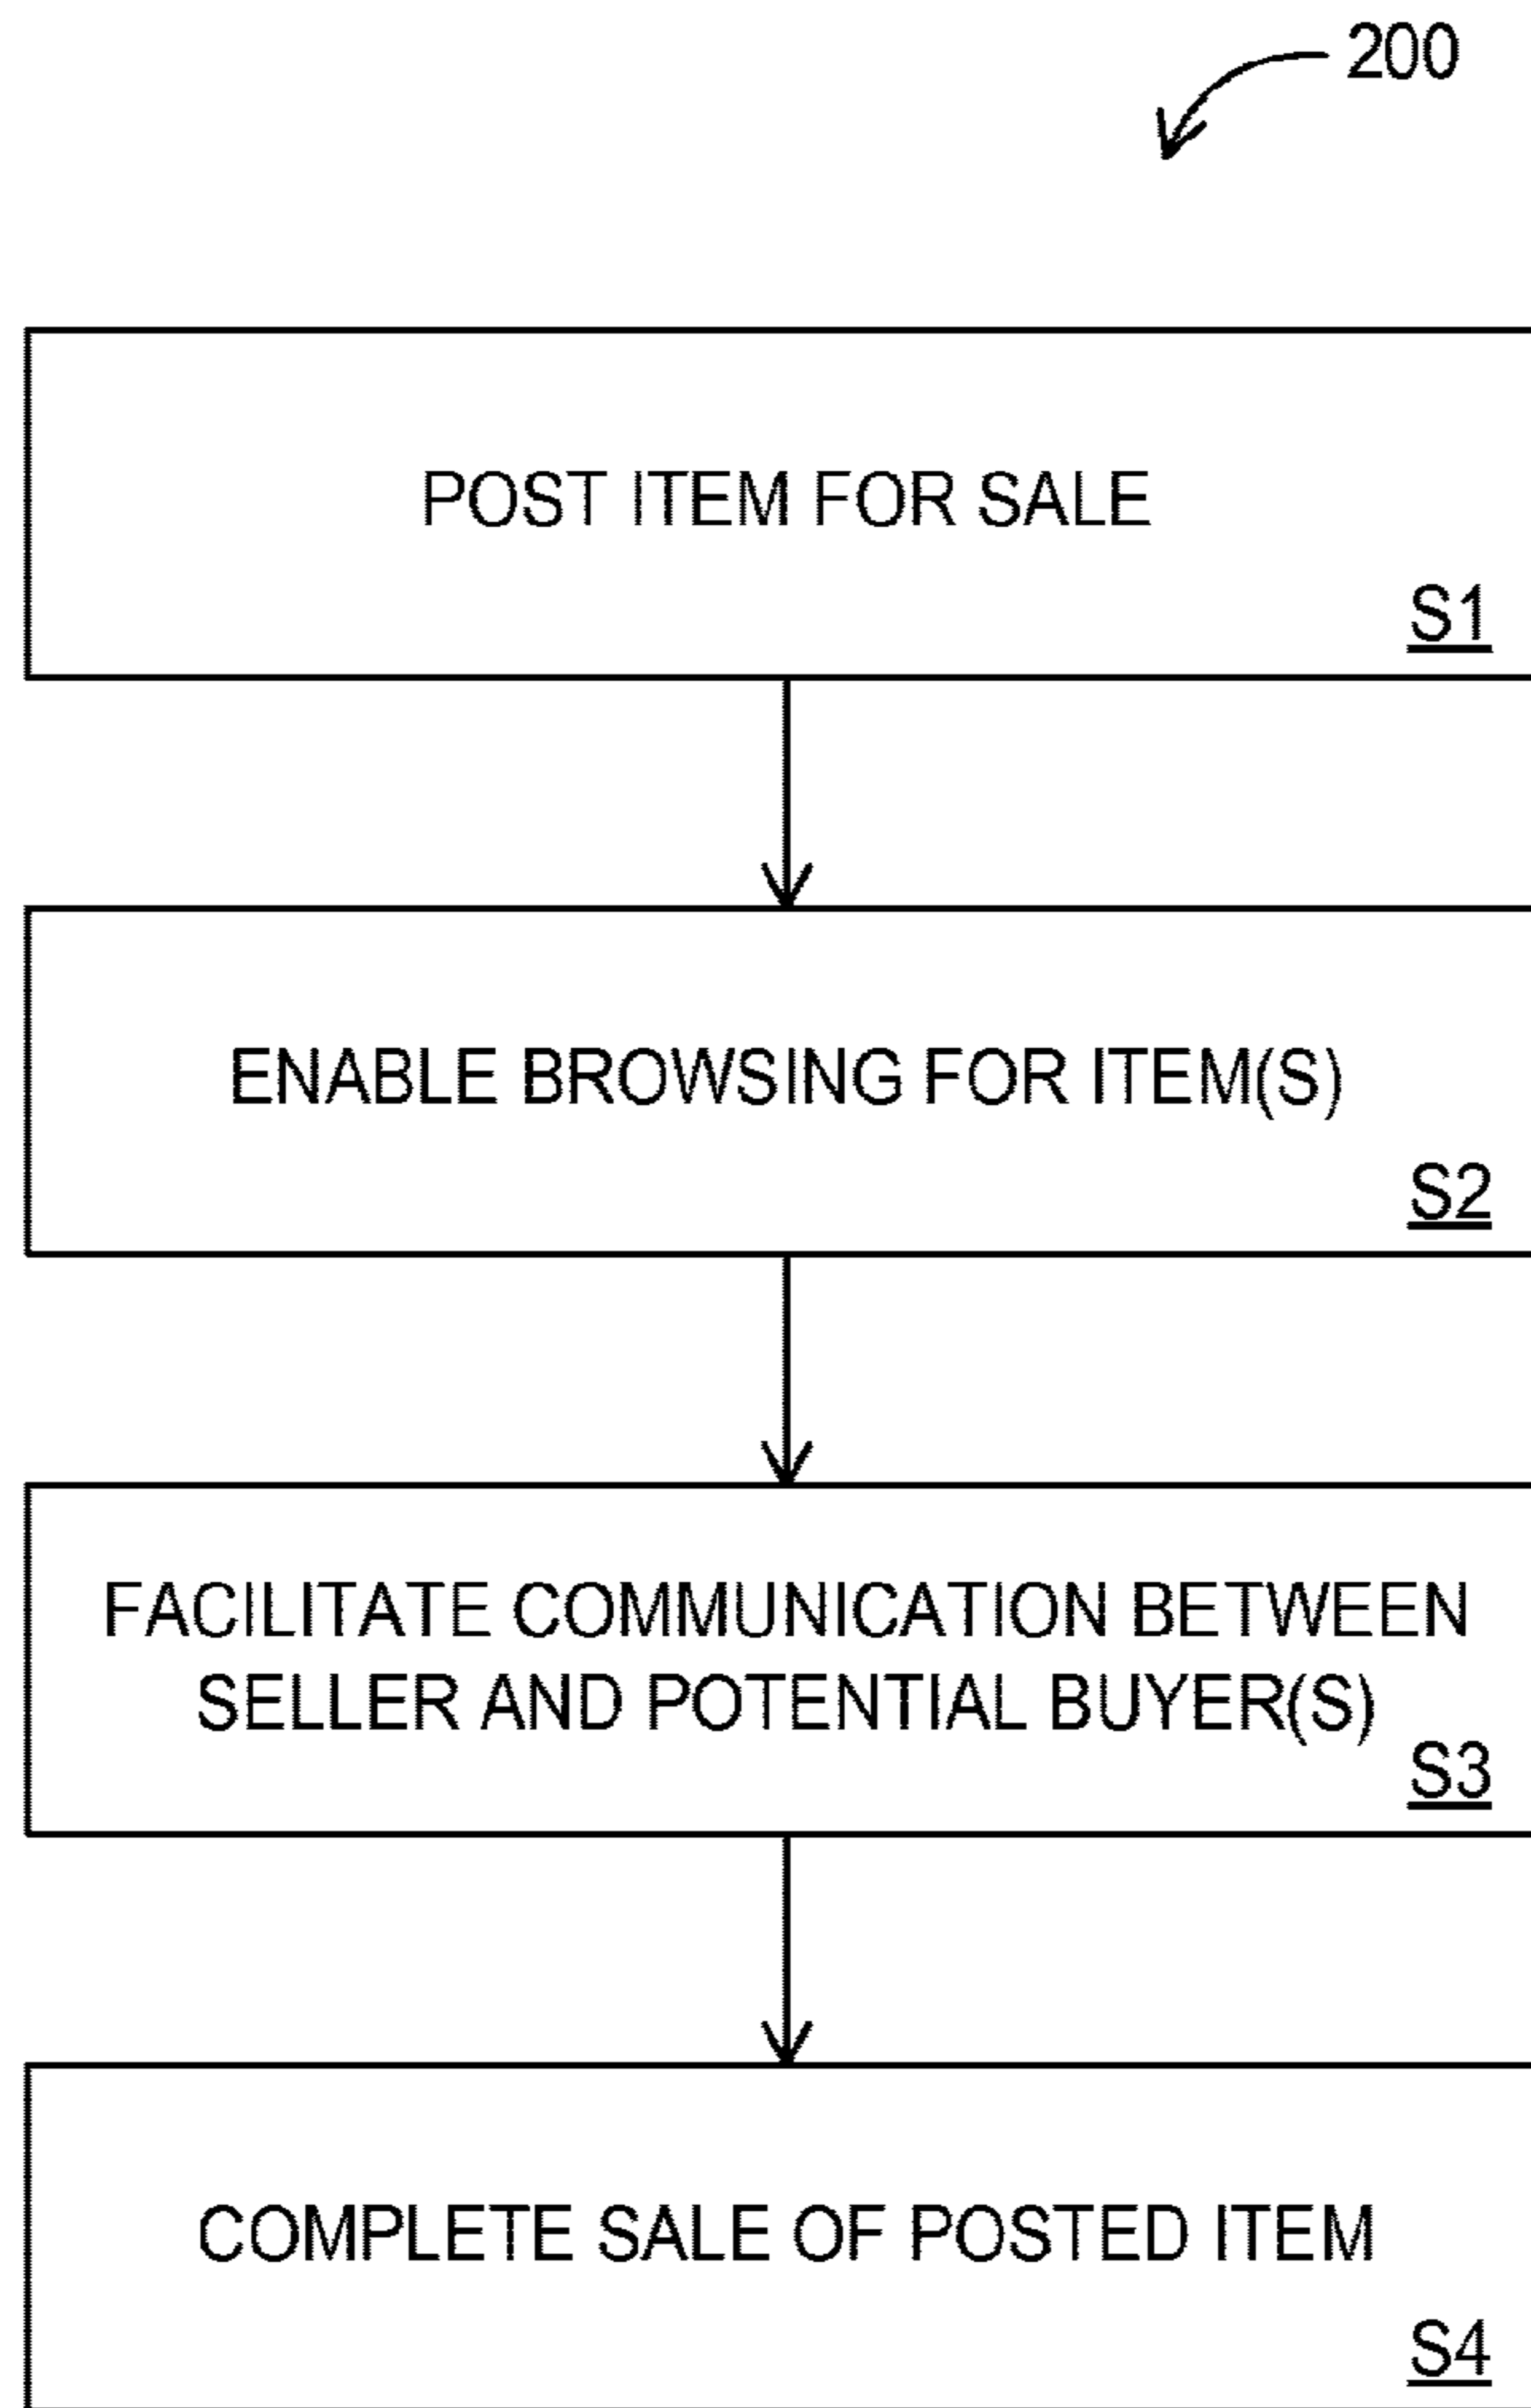 200
POST ITEM FOR SALE
S1
ENABLE BROWSING FOR ITEM(S)
S2
FACILITATE COMMUNICATION BETWEEN
SELLER AND POTENTIAL BUYER(S)
S3
COMPLETE SALE OF POSTED ITEM
S4